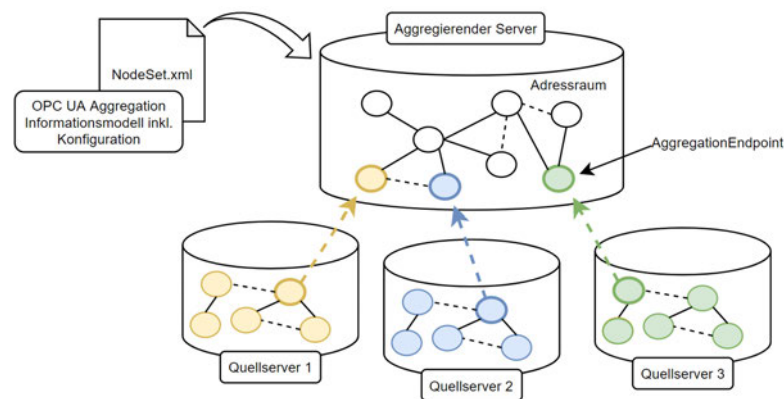 Aggregierender Server
NodeSet.xml
OPC UA Aggregation
Informationsmodell inkl.
Konfiguration
Adressraum
AggregationEndpoint
Quellserver 1
Quellserver 2
Quellserver 3